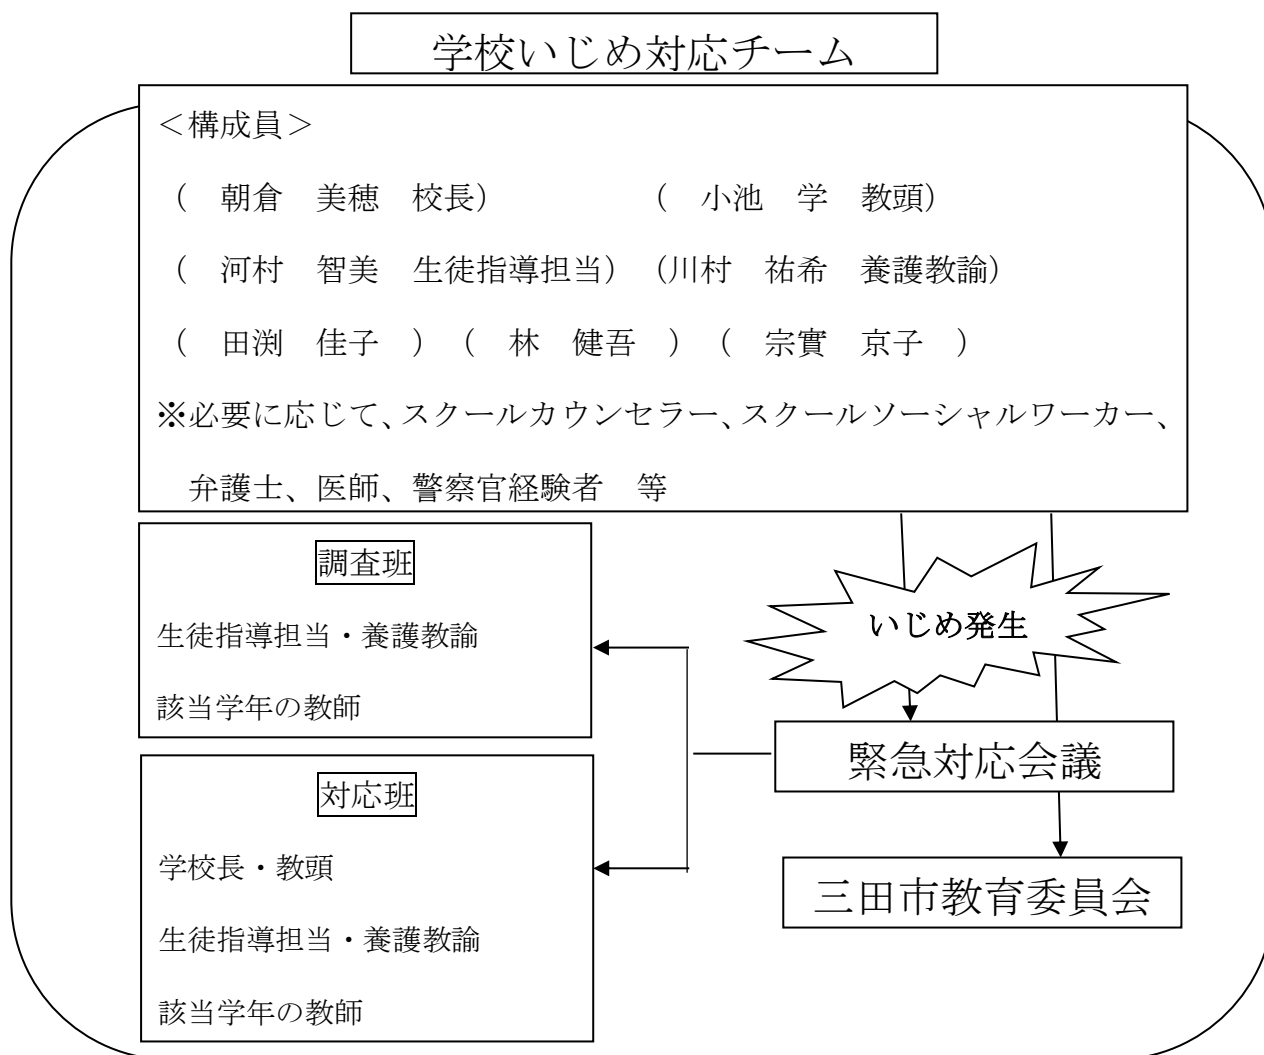 学校いじめ対応チーム
＜構成員＞
（　朝倉　美穂　校長）　　　　　（　小池　学　教頭）
（　河村　智美　生徒指導担当）（川村　祐希　養護教諭）
（　田渕　佳子　）（　林　健吾　）（　宗實　京子　）
※必要に応じて、スクールカウンセラー、スクールソーシャルワーカー、
弁護士、医師、警察官経験者　等
調査班
生徒指導担当・養護教諭
該当学年の教師
いじめ発生
緊急対応会議
対応班
学校長・教頭
生徒指導担当・養護教諭
該当学年の教師
三田市教育委員会